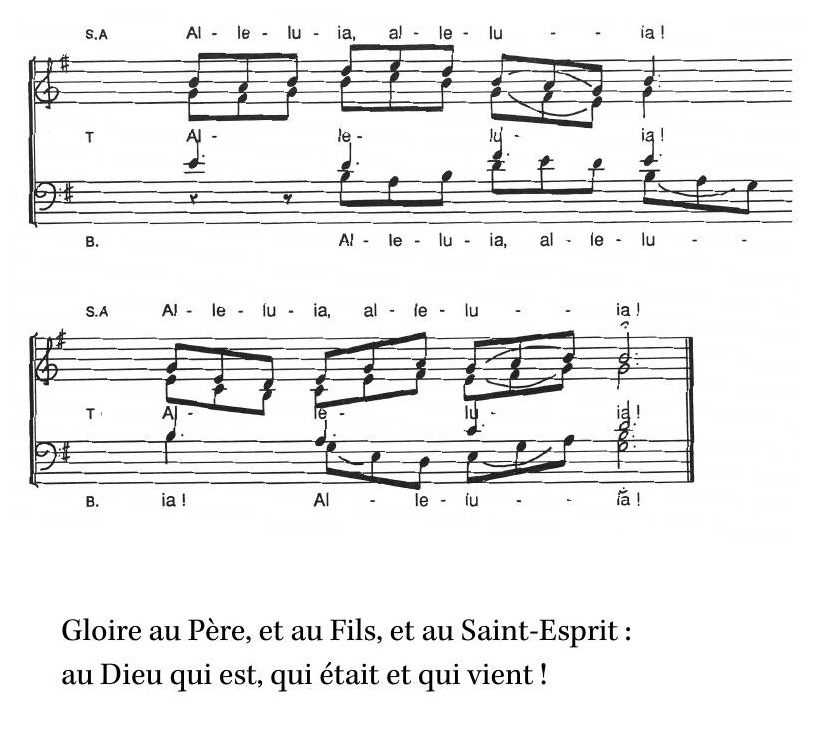 S.A Al - le - lu - ia, al - le - lu - - ia !
T Al - le - lu - ia !
B. Al - le - lu - ia, al - le - lu - -
S.A Al - le - lu - ia, al - le - lu - - ia !
T Al - le - lu - ia !
B. ia ! Al - le - lu - - ia !
Gloire au Père, et au Fils, et au Saint-Esprit :
au Dieu qui est, qui était et qui vient !